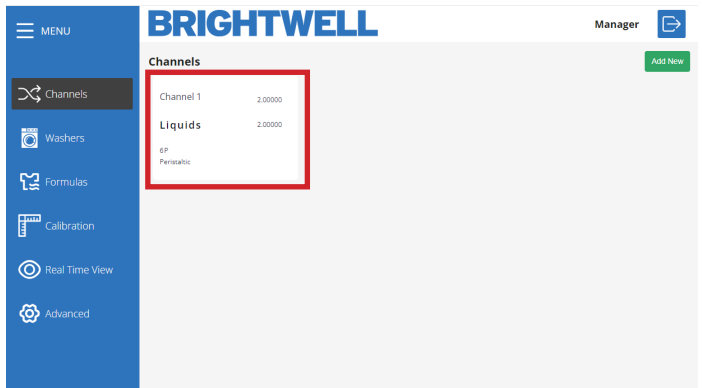 MENU
BRIGHTWELL
Manager
Channels
Add New
Channels
Channel 1
2.00000
Liquids
2.00000
6P
Peristaltic
Washers
Formulas
Calibration
Real Time View
Advanced